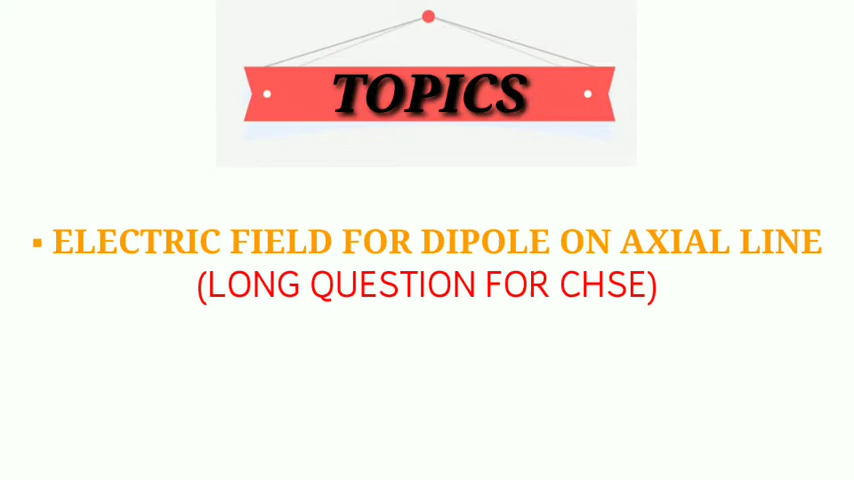 TOPICS
▪ ELECTRIC FIELD FOR DIPOLE ON AXIAL LINE
(LONG QUESTION FOR CHSE)